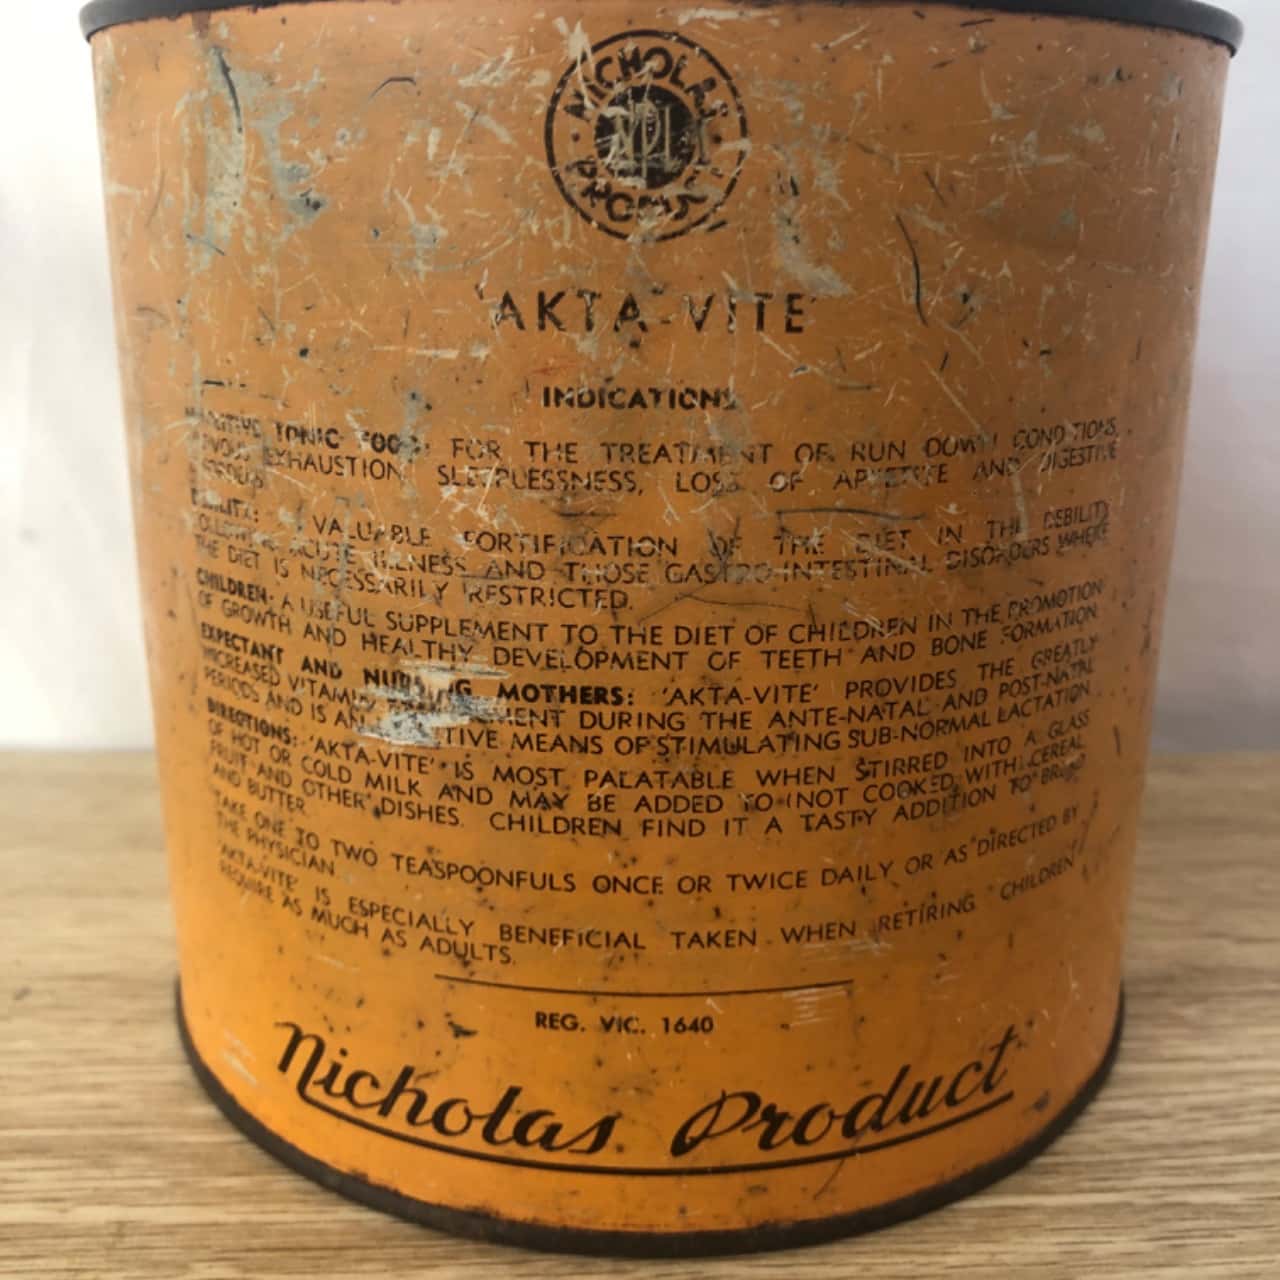 NICHOLAS
PRODUCTS
'AKTA-VITE'
INDICATIONS
TONIC FOOD: FOR THE TREATMENT OF RUN DOWN CONDITIONS,
EXHAUSTION, SLEEPLESSNESS, LOSS OF APPETITE AND DIGESTIVE
DEBILITY: A VALUABLE FORTIFICATION OF THE DIET IN THE DEBILITY
FOLLOWING ACUTE ILLNESS AND THOSE GASTRO-INTESTINAL DISORDERS WHERE
THE DIET IS NECESSARILY RESTRICTED.
CHILDREN: A USEFUL SUPPLEMENT TO THE DIET OF CHILDREN IN THE PROMOTION
OF GROWTH AND HEALTHY DEVELOPMENT OF TEETH AND BONE FORMATION.
EXPECTANT AND NURSING MOTHERS: 'AKTA-VITE' PROVIDES THE GREATLY
INCREASED VITAMIN DURING THE ANTE-NATAL AND POST-NATAL
PERIODS AND IS AN MEANS OF STIMULATING SUB-NORMAL LACTATION.
DIRECTIONS: 'AKTA-VITE' IS MOST PALATABLE WHEN STIRRED INTO A GLASS
OF HOT OR COLD MILK AND MAY BE ADDED TO (NOT COOKED WITH) CEREAL
FRUIT AND OTHER DISHES. CHILDREN FIND IT A TASTY ADDITION TO BREAD
AND BUTTER.
TAKE ONE TO TWO TEASPOONFULS ONCE OR TWICE DAILY OR AS DIRECTED BY
THE PHYSICIAN.
'AKTA-VITE' IS ESPECIALLY BENEFICIAL TAKEN WHEN RETIRING. CHILDREN
REQUIRE AS MUCH AS ADULTS.
REG. VIC. 1640
Nicholas Product